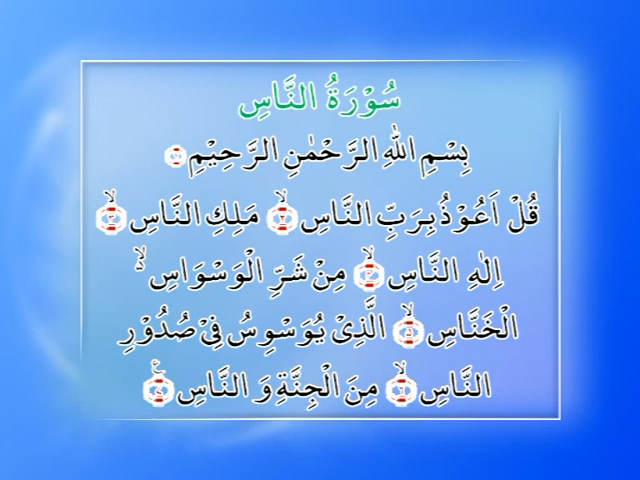 سُوْرَةُ النَّاسِ
بِسْمِ اللّٰهِ الرَّحْمٰنِ الرَّحِيْمِ
قُلْ اَعُوْذُ بِرَبِّ النَّاسِ ۙ مَلِكِ النَّاسِ ۙ
اِلٰهِ النَّاسِ ۙ مِنْ شَرِّ الْوَسْوَاسِ ۙ
الْخَنَّاسِ ۙ الَّذِىْ يُوَسْوِسُ فِىْ صُدُوْرِ
النَّاسِ ۙ مِنَ الْجِنَّةِ وَ النَّاسِ